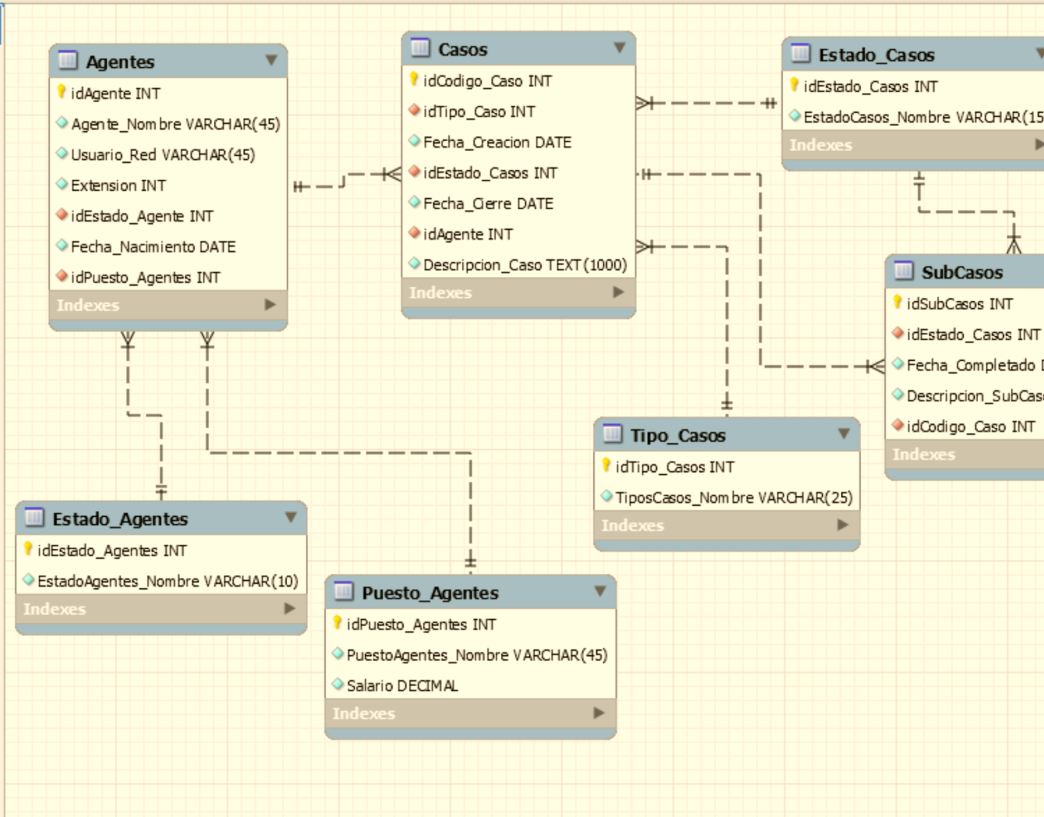 Agentes
idAgente INT
Agente_Nombre VARCHAR(45)
Usuario_Red VARCHAR(45)
Extension INT
idEstado_Agente INT
Fecha_Nacimiento DATE
idPuesto_Agentes INT
Indexes
Casos
idCodigo_Caso INT
idTipo_Caso INT
Fecha_Creacion DATE
idEstado_Casos INT
Fecha_Cierre DATE
idAgente INT
Descripcion_Caso TEXT(1000)
Indexes
Estado_Casos
idEstado_Casos INT
EstadoCasos_Nombre VARCHAR(15
Indexes
SubCasos
idSubCasos INT
idEstado_Casos INT
Fecha_Completado
Descripcion_SubCas
idCodigo_Caso INT
Indexes
Tipo_Casos
idTipo_Casos INT
TiposCasos_Nombre VARCHAR(25)
Indexes
Estado_Agentes
idEstado_Agentes INT
EstadoAgentes_Nombre VARCHAR(10)
Indexes
Puesto_Agentes
idPuesto_Agentes INT
PuestoAgentes_Nombre VARCHAR(45)
Salario DECIMAL
Indexes